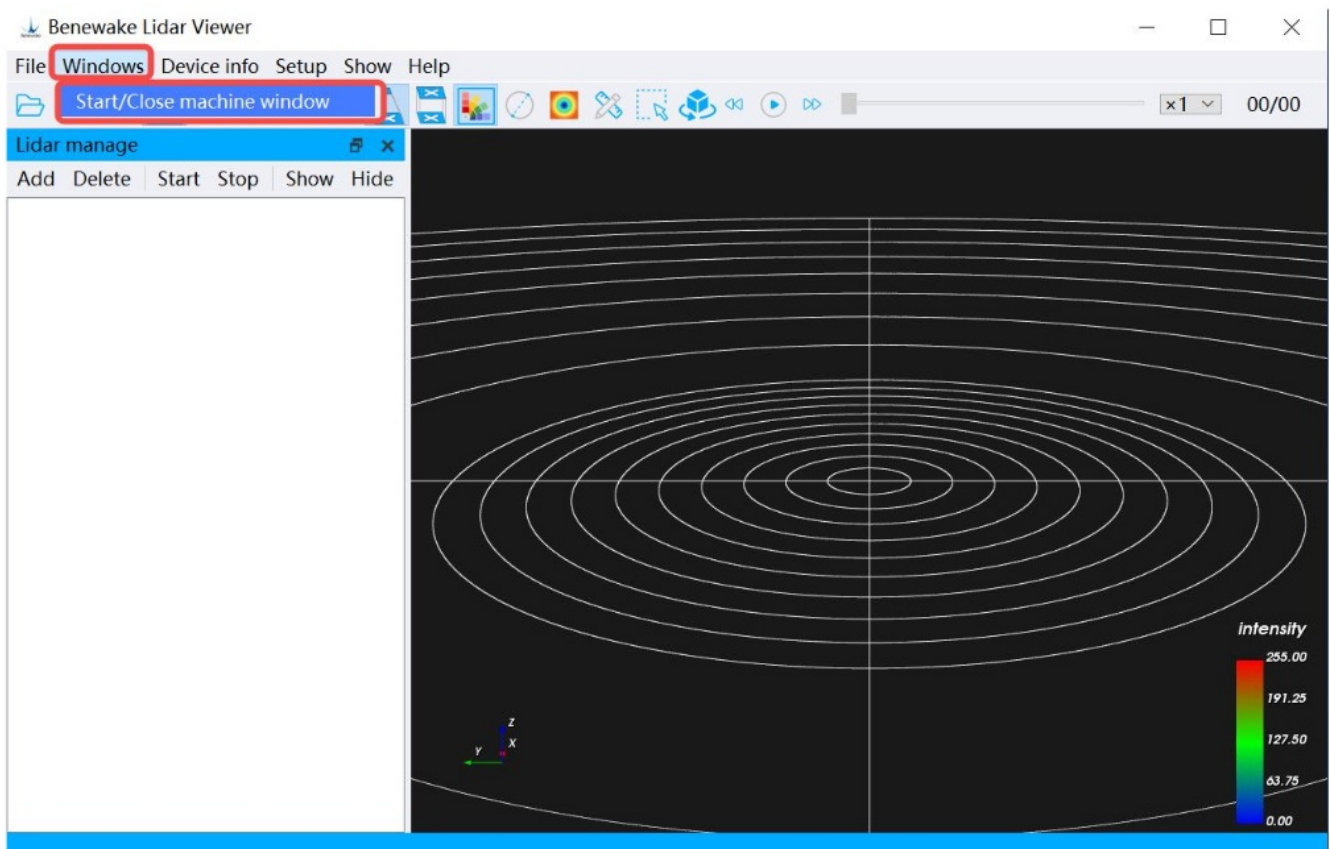 Benewake Lidar Viewer
File Windows Device info Setup Show Help
Start/Close machine window
×1 00/00
Lidar manage
Add Delete Start Stop Show Hide
intensity
255.00
191.25
127.50
63.75
0.00
Z
Y X